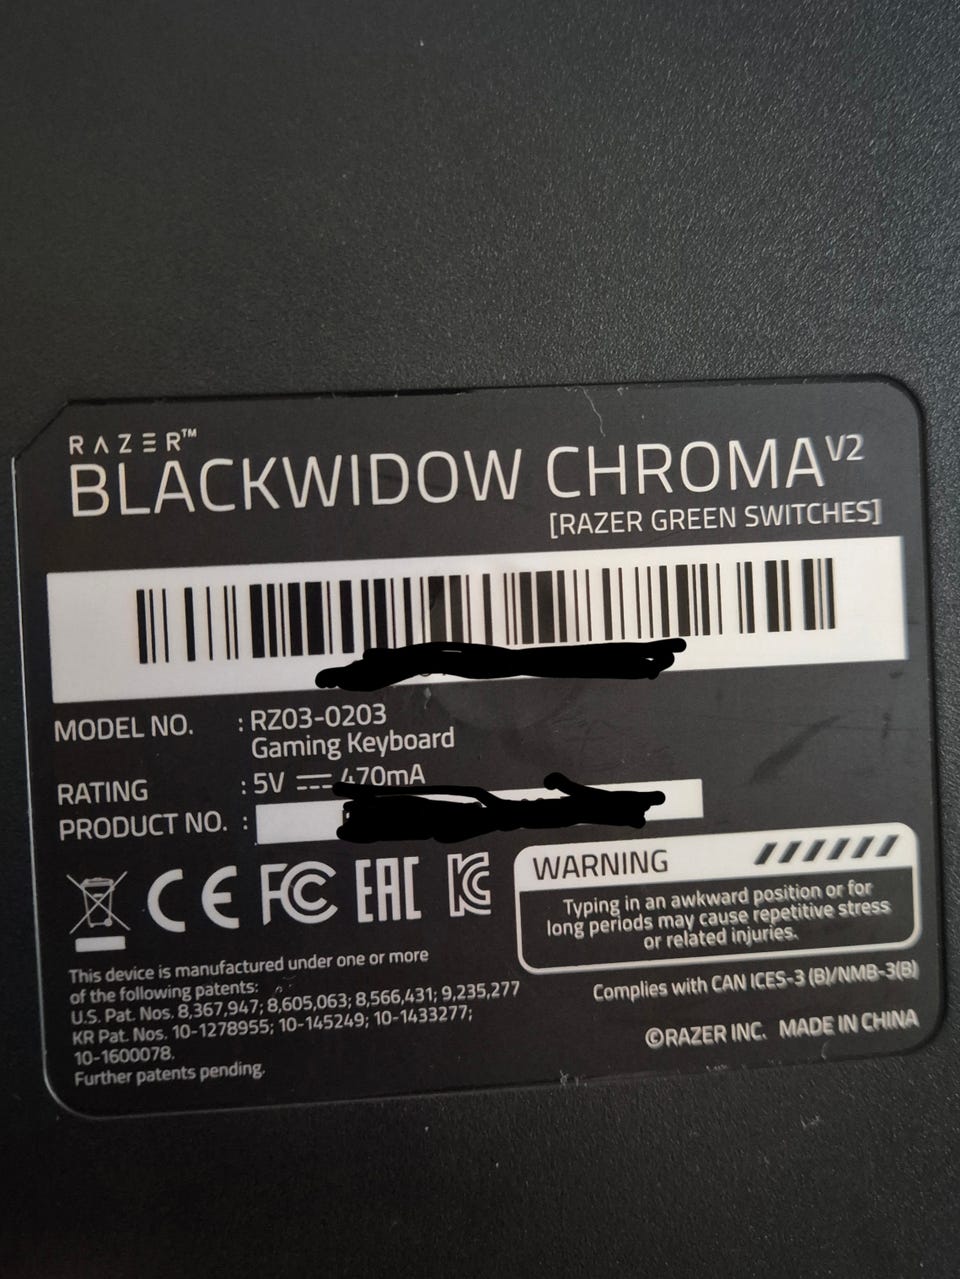 RAZER™
BLACKWIDOW CHROMA V2
[RAZER GREEN SWITCHES]
MODEL NO. : RZ03-0203
Gaming Keyboard
RATING : 5V ⎓ 470mA
PRODUCT NO. :
CE FC EAC KC
WARNING
Typing in an awkward position or for
long periods may cause repetitive stress
or related injuries.
This device is manufactured under one or more
of the following patents:
U.S. Pat. Nos. 8,367,947; 8,605,063; 8,566,431; 9,235,277
KR Pat. Nos. 10-1278955; 10-145249; 10-1433277;
10-1600078.
Further patents pending.
Complies with CAN ICES-3 (B)/NMB-3(B)
©RAZER INC. MADE IN CHINA